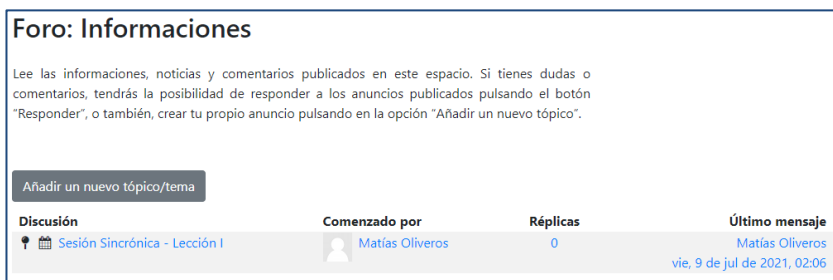 Foro: Informaciones
Lee las informaciones, noticias y comentarios publicados en este espacio. Si tienes dudas o
comentarios, tendrás la posibilidad de responder a los anuncios publicados pulsando el botón
"Responder", o también, crear tu propio anuncio pulsando en la opción "Añadir un nuevo tópico".
Añadir un nuevo tópico/tema
Discusión Comenzado por Réplicas Último mensaje
Sesión Sincrónica - Lección I Matías Oliveros 0 Matías Oliveros
vie, 9 de jul de 2021, 02:06